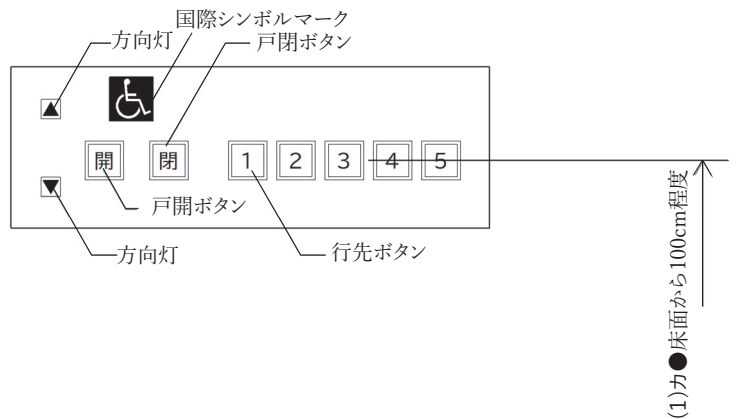 国際シンボルマーク
方向灯
戸閉ボタン
▲
開
閉
1
2
3
4
5
▼
戸開ボタン
方向灯
行先ボタン
(1)カ●床面から100cm程度